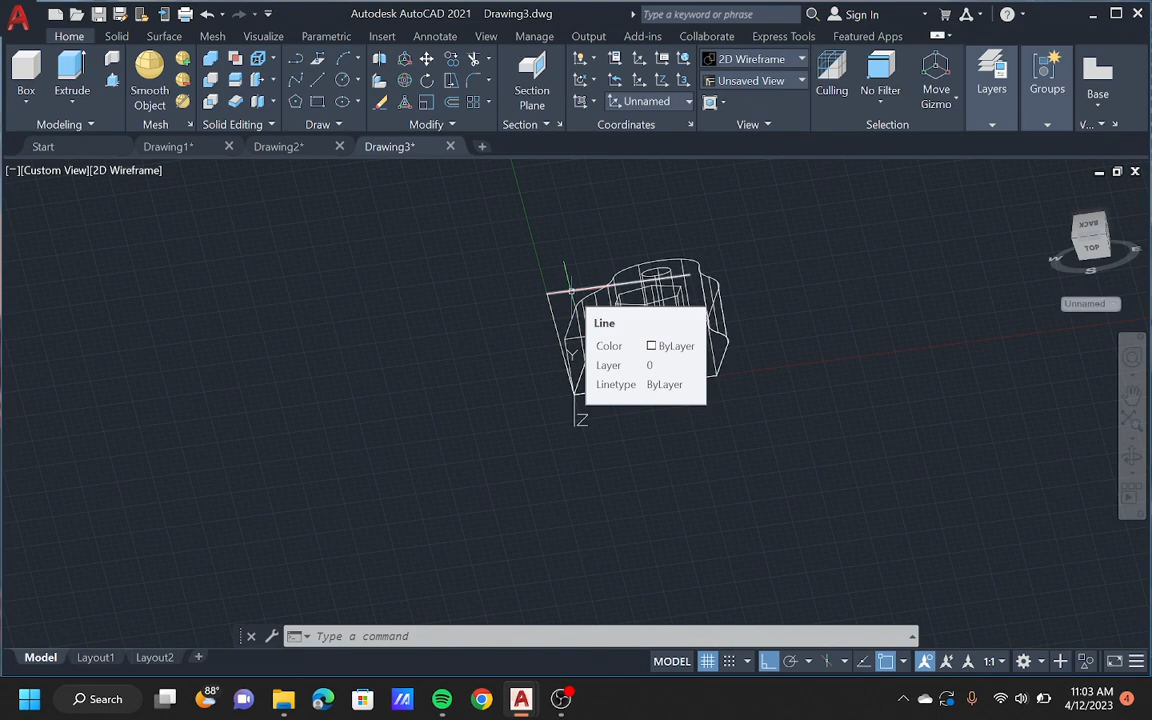 Autodesk AutoCAD 2021 Drawing3.dwg Type a keyword or phrase Sign In
Home Solid Surface Mesh Visualize Parametric Insert Annotate View Manage Output Add-ins Collaborate Express Tools Featured Apps
2D Wireframe
Unsaved View
Box Extrude Smooth Object Section Plane Unnamed Culling No Filter Move Gizmo Layers Groups Base
Modeling Mesh Solid Editing Draw Modify Section Coordinates View Selection V...
Start Drawing1* Drawing2* Drawing3*
[−][Custom View][2D Wireframe]
BACK
TOP
W E
S
Unnamed
Line
Color ByLayer
Layer 0
Linetype ByLayer
Y
Z
Type a command
Model Layout1 Layout2 MODEL 1:1
Search 88° 11:03 AM
4/12/2023 4